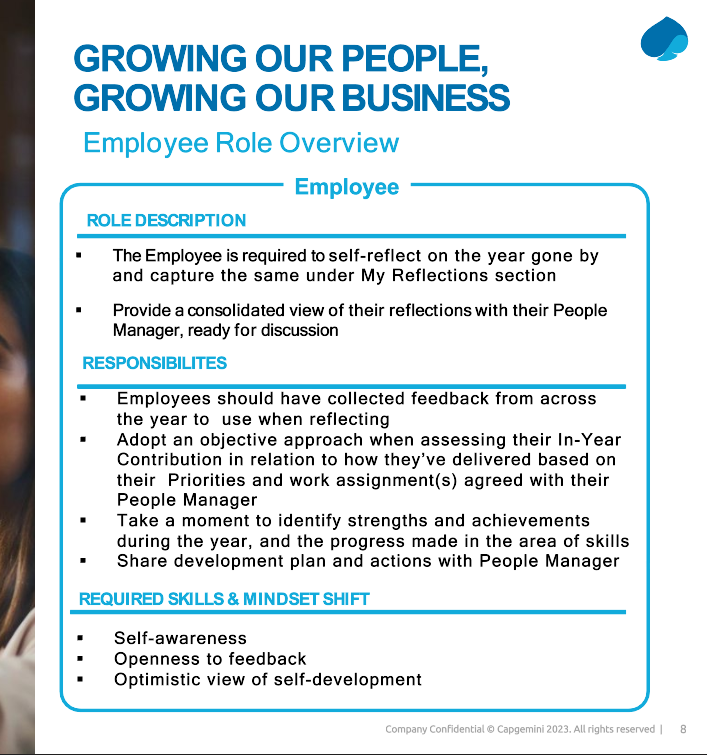 GROWING OUR PEOPLE,
GROWING OUR BUSINESS
Employee Role Overview
Employee
ROLE DESCRIPTION
▪ The Employee is required to self-reflect on the year gone by
and capture the same under My Reflections section
▪ Provide a consolidated view of their reflections with their People
Manager, ready for discussion
RESPONSIBILITES
▪ Employees should have collected feedback from across
the year to use when reflecting
▪ Adopt an objective approach when assessing their In-Year
Contribution in relation to how they've delivered based on
their Priorities and work assignment(s) agreed with their
People Manager
▪ Take a moment to identify strengths and achievements
during the year, and the progress made in the area of skills
▪ Share development plan and actions with People Manager
REQUIRED SKILLS & MINDSET SHIFT
▪ Self-awareness
▪ Openness to feedback
▪ Optimistic view of self-development
Company Confidential © Capgemini 2023. All rights reserved | 8